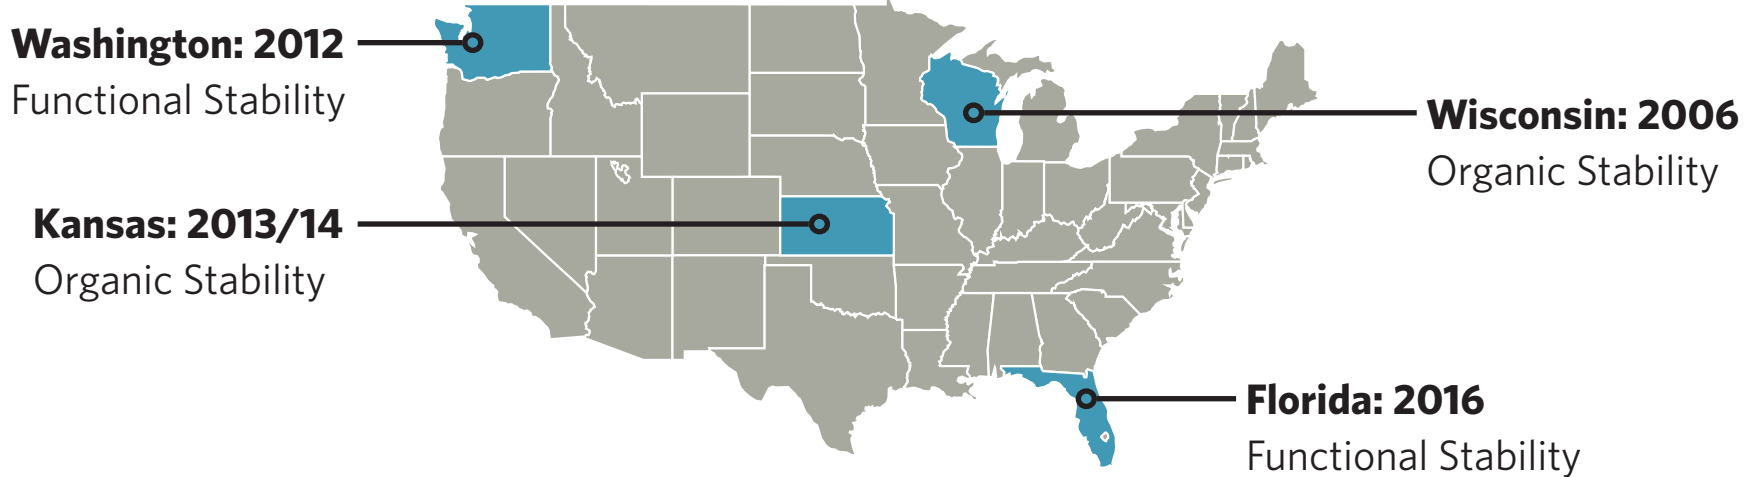 Washington: 2012
Functional Stability
Wisconsin: 2006
Organic Stability
Kansas: 2013/14
Organic Stability
Florida: 2016
Functional Stability